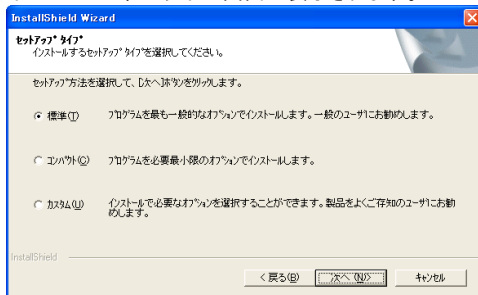 InstallShield Wizard
ｾｯﾄｱｯﾌﾟ ﾀｲﾌﾟ
ｲﾝｽﾄｰﾙするｾｯﾄｱｯﾌﾟ ﾀｲﾌﾟを選択してください。
ｾｯﾄｱｯﾌﾟ方法を選択して、[次へ]ﾎﾞﾀﾝをｸﾘｯｸします。
標準(T)
ﾌﾟﾛｸﾞﾗﾑを最も一般的なｵﾌﾟｼｮﾝでｲﾝｽﾄｰﾙします。一般のﾕｰｻﾞにお勧めします。
ｺﾝﾊﾟｸﾄ(C)
ﾌﾟﾛｸﾞﾗﾑを必要最小限のｵﾌﾟｼｮﾝでｲﾝｽﾄｰﾙします。
ｶｽﾀﾑ(U)
ｲﾝｽﾄｰﾙで必要なｵﾌﾟｼｮﾝを選択することができます。製品をよくご存知のﾕｰｻﾞにお勧
めします。
InstallShield
< 戻る(B)
次へ (N)>
ｷｬﾝｾﾙ